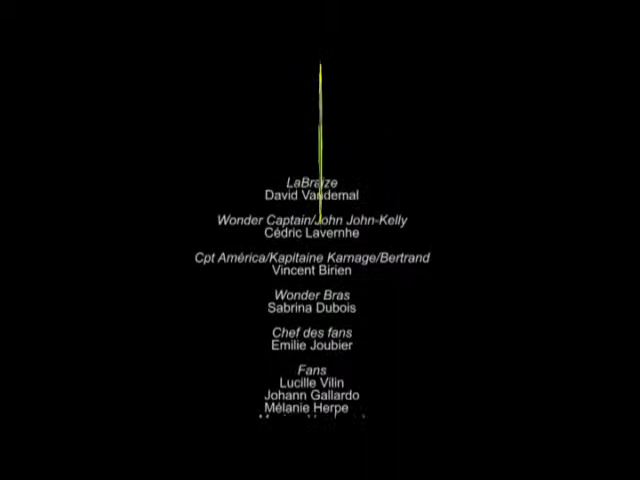 LaBraize
David Vandemal
Wonder Captain/John John-Kelly
Cédric Lavernhe
Cpt América/Kapitaine Karnage/Bertrand
Vincent Birien
Wonder Bras
Sabrina Dubois
Chef des fans
Emilie Joubier
Fans
Lucille Vilin
Johann Gallardo
Mélanie Herpe